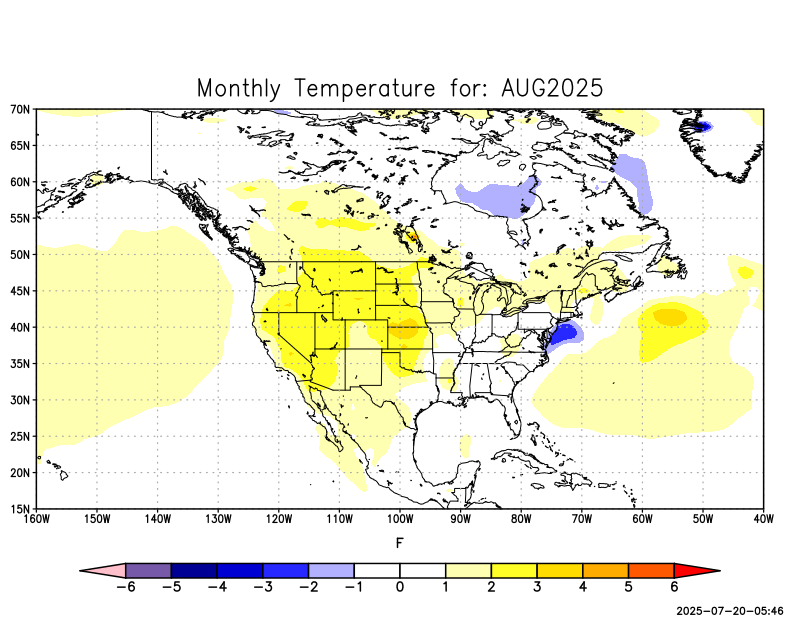 Monthly Temperature for: AUG2025
70N
65N
60N
55N
50N
45N
40N
35N
30N
25N
20N
15N
160W 150W 140W 130W 120W 110W 100W 90W 80W 70W 60W 50W 40W
F
-6 -5 -4 -3 -2 -1 0 1 2 3 4 5 6
2025-07-20-05:46